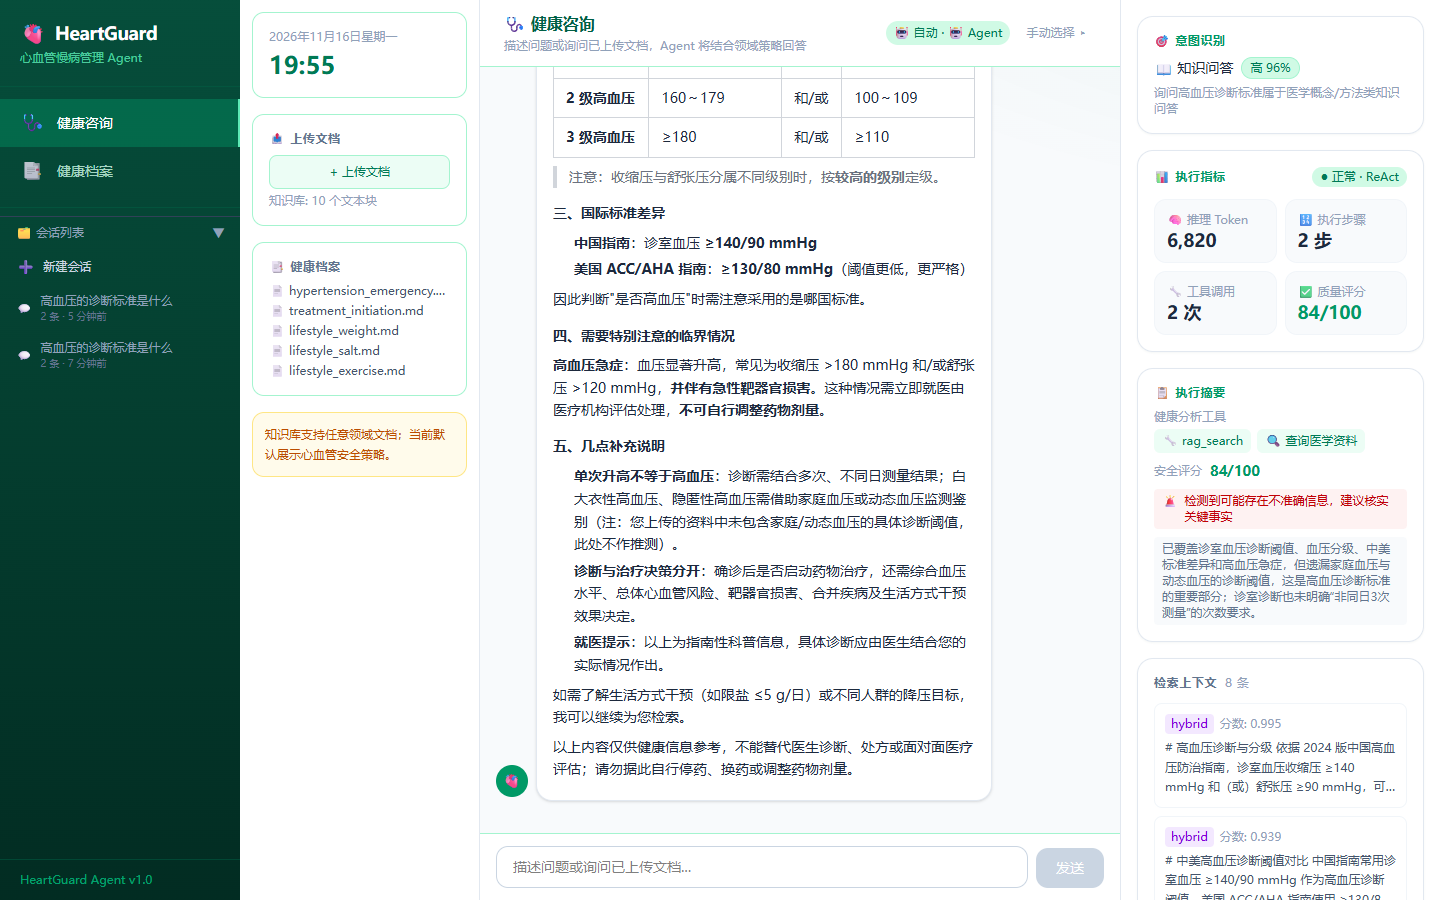 HeartGuard
心血管慢病管理 Agent
健康咨询
健康档案
会话列表
新建会话
高血压的诊断标准是什么
2 条 · 5 分钟前
高血压的诊断标准是什么
2 条 · 7 分钟前
HeartGuard Agent v1.0
2026年11月16日星期一
19:55
上传文档
+ 上传文档
知识库: 10 个文本块
健康档案
hypertension_emergency....
treatment_initiation.md
lifestyle_weight.md
lifestyle_salt.md
lifestyle_exercise.md
知识库支持任意领域文档；当前默
认展示心血管安全策略。
健康咨询
描述问题或询问已上传文档，Agent 将结合领域策略回答
自动 · Agent
手动选择
2 级高血压 160～179 和/或 100～109
3 级高血压 ≥180 和/或 ≥110
注意：收缩压与舒张压分属不同级别时，按较高的级别定级。
三、国际标准差异
中国指南：诊室血压 ≥140/90 mmHg
美国 ACC/AHA 指南：≥130/80 mmHg（阈值更低，更严格）
因此判断"是否高血压"时需注意采用的是哪国标准。
四、需要特别注意的临界情况
高血压急症：血压显著升高，常见为收缩压 >180 mmHg 和/或舒张
压 >120 mmHg，并伴有急性靶器官损害。这种情况需立即就医由
医疗机构评估处理，不可自行调整药物剂量。
五、几点补充说明
单次升高不等于高血压：诊断需结合多次、不同日测量结果；白
大衣性高血压、隐匿性高血压需借助家庭血压或动态血压监测鉴
别（注：您上传的资料中未包含家庭/动态血压的具体诊断阈值，
此处不作推测）。
诊断与治疗决策分开：确诊后是否启动药物治疗，还需综合血压
水平、总体心血管风险、靶器官损害、合并疾病及生活方式干预
效果决定。
就医提示：以上为指南性科普信息，具体诊断应由医生结合您的
实际情况作出。
如需了解生活方式干预（如限盐 ≤5 g/日）或不同人群的降压目标，
我可以继续为您检索。
以上内容仅供健康信息参考，不能替代医生诊断、处方或面对面医疗
评估；请勿据此自行停药、换药或调整药物剂量。
描述问题或询问已上传文档...
发送
意图识别
知识问答 高 96%
询问高血压诊断标准属于医学概念/方法类知识
问答
执行指标
正常 · ReAct
推理 Token
6,820
执行步骤
2 步
工具调用
2 次
质量评分
84/100
执行摘要
健康分析工具
rag_search
查询医学资料
安全评分 84/100
检测到可能存在不准确信息，建议核实
关键事实
已覆盖诊室血压诊断阈值、血压分级、中美
标准差异和高血压急症，但遗漏家庭血压与
动态血压的诊断阈值，这是高血压诊断标准
的重要部分；诊室诊断也未明确“非同日3次
测量”的次数要求。
检索上下文 8 条
hybrid 分数: 0.995
# 高血压诊断与分级 依据 2024 版中国高血
压防治指南，诊室血压收缩压 ≥140
mmHg 和（或）舒张压 ≥90 mmHg，可...
hybrid 分数: 0.939
# 中美高血压诊断阈值对比 中国指南常用诊
室血压 ≥140/90 mmHg 作为高血压诊断
阈值，美国 ACC/AHA 指南使用 ≥130/8